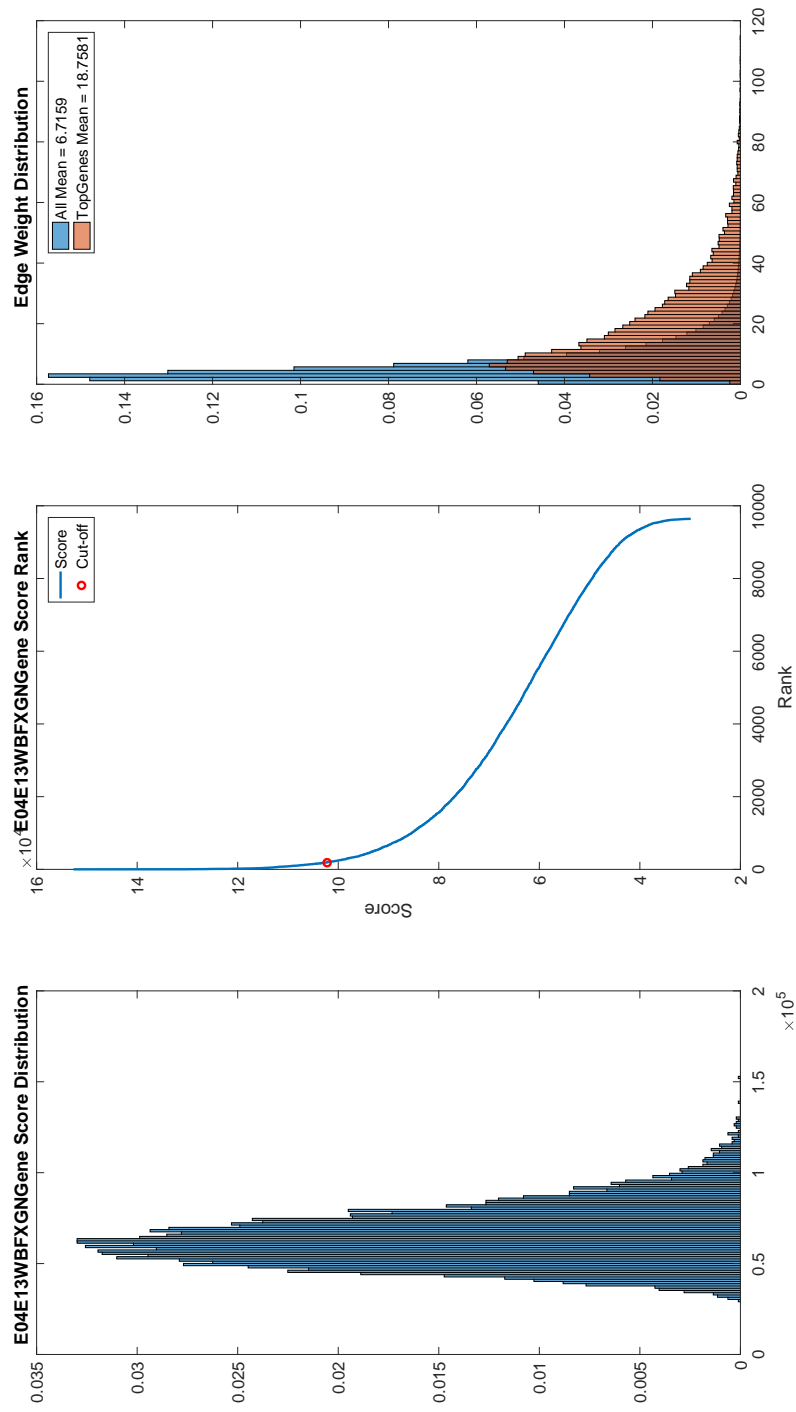 E04E13WBFXGNGene Score Distribution
0.035
0.03
0.025
0.02
0.015
0.01
0.005
0
0 0.5 1 1.5 2
×10⁵
E04E13WBFXGNGene Score Rank
×10⁴
16
14
12
10
8
6
4
2
Score
0 2000 4000 6000 8000 10000
Rank
Score
Cut-off
Edge Weight Distribution
0.16
0.14
0.12
0.1
0.08
0.06
0.04
0.02
0
0 20 40 60 80 100 120
All Mean = 6.7159
TopGenes Mean = 18.7581